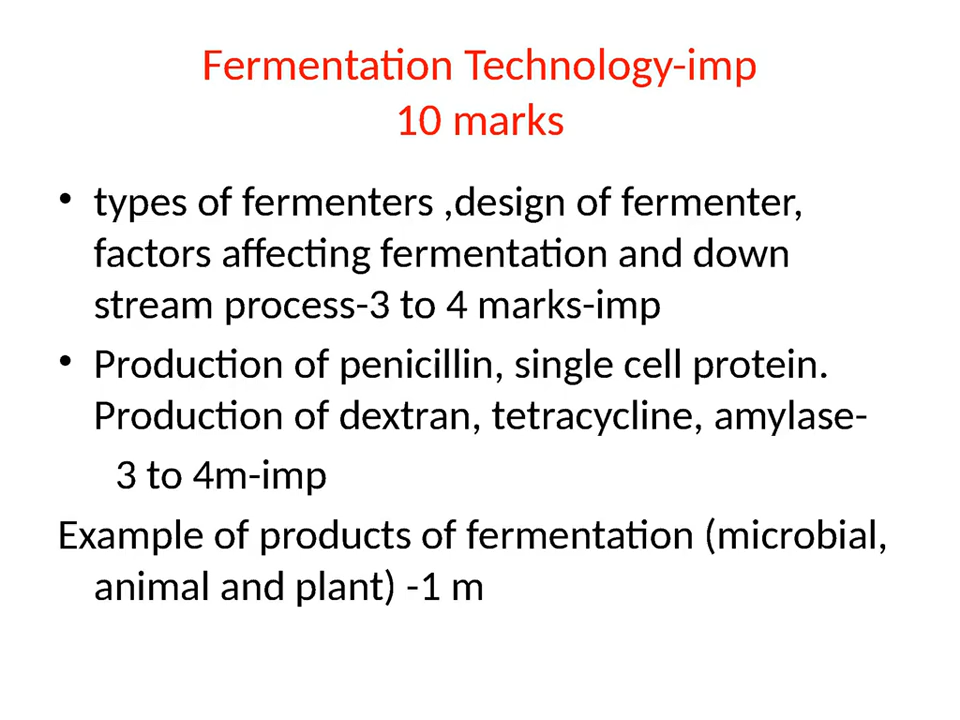 Fermentation Technology-imp
10 marks
• types of fermenters ,design of fermenter,
factors affecting fermentation and down
stream process-3 to 4 marks-imp
• Production of penicillin, single cell protein.
Production of dextran, tetracycline, amylase-
3 to 4m-imp
Example of products of fermentation (microbial,
animal and plant) -1 m